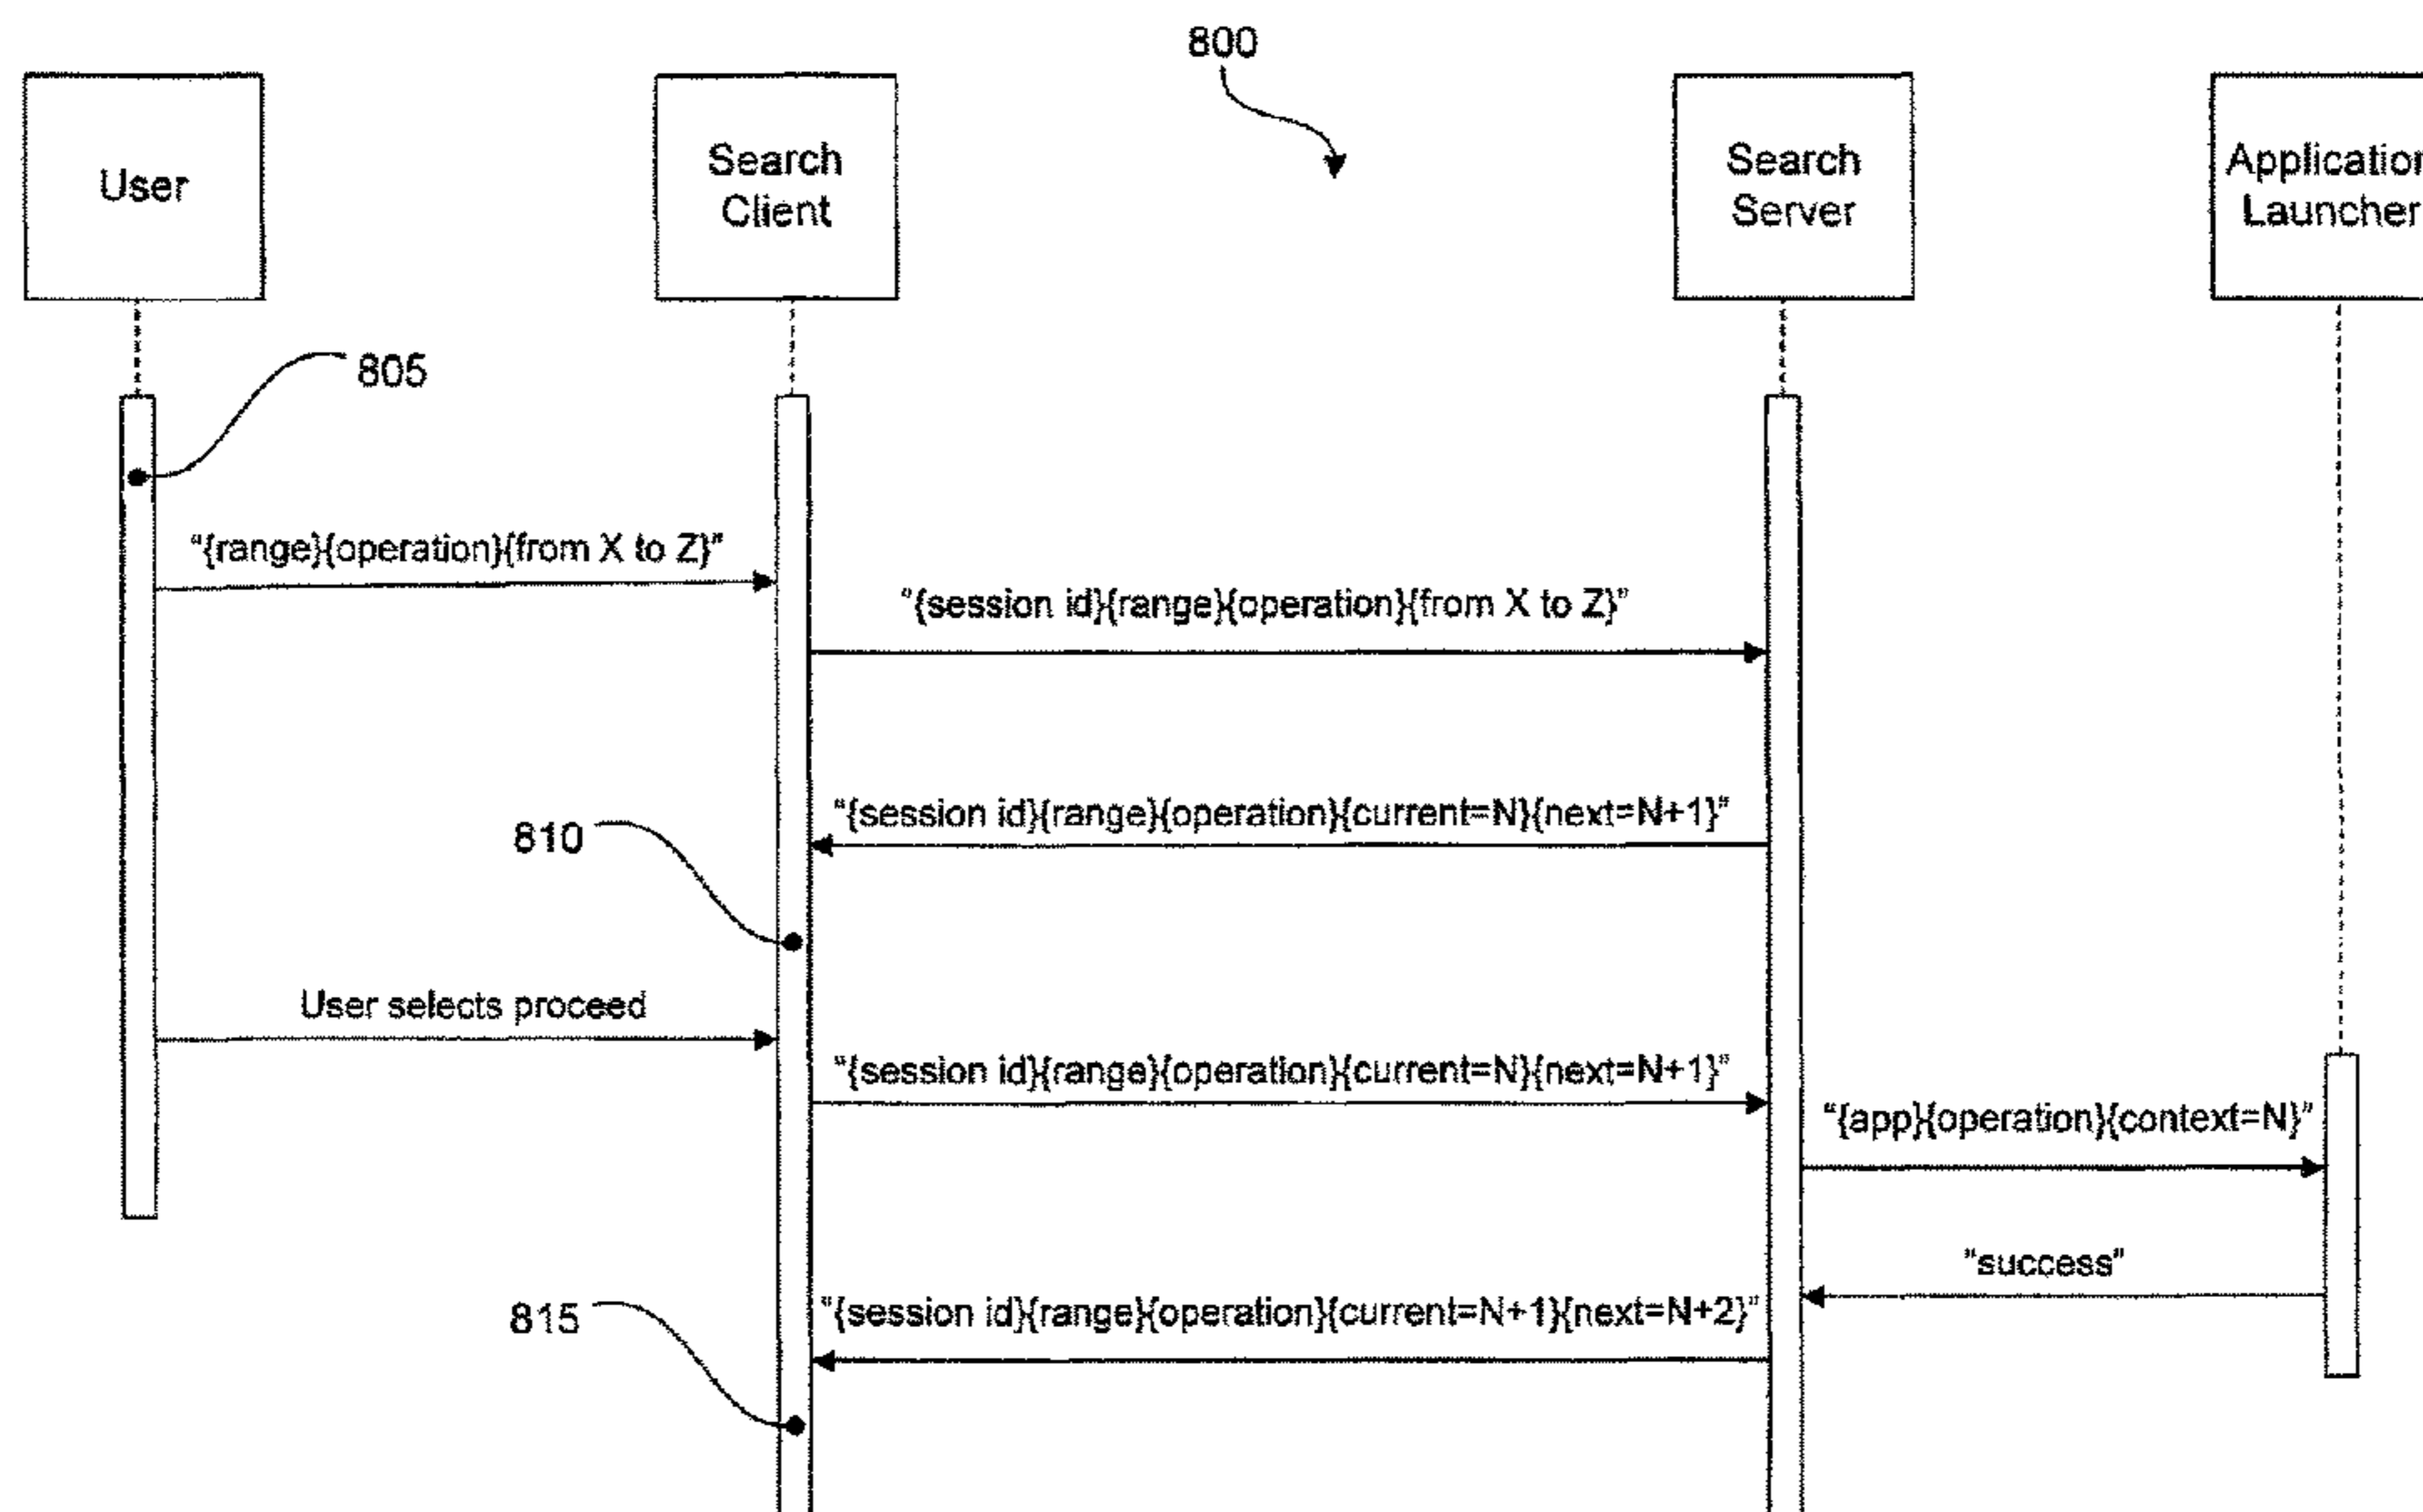 800
User
Search
Client
Search
Server
Application
Launcher
805
"{range}{operation}{from X to Z}"
"{session id}{range}{operation}{from X to Z}"
"{session id}{range}{operation}{current=N}{next=N+1}"
810
User selects proceed
"{session id}{range}{operation}{current=N}{next=N+1}"
"{app}{operation}{context=N}"
"success"
"{session id}{range}{operation}{current=N+1}{next=N+2}"
815